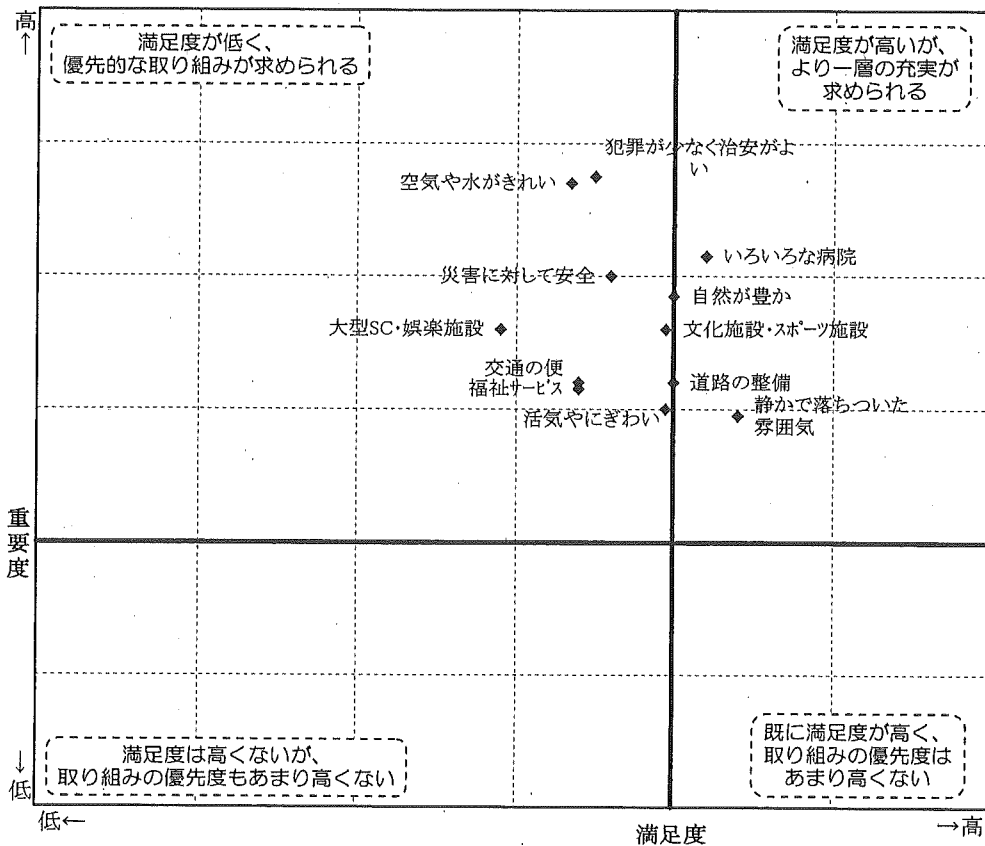 高
↑
満足度が低く、
優先的な取り組みが求められる
満足度が高いが、
より一層の充実が
求められる
犯罪が少なく治安がよ
い
空気や水がきれい
いろいろな病院
災害に対して安全
自然が豊か
大型SC・娯楽施設
文化施設・スポーツ施設
交通の便
福祉サービス
道路の整備
静かで落ちついた
雰囲気
活気やにぎわい
重要度
満足度は高くないが、
取り組みの優先度もあまり高くない
既に満足度が高く、
取り組みの優先度は
あまり高くない
↓
低
低←
満足度
→高